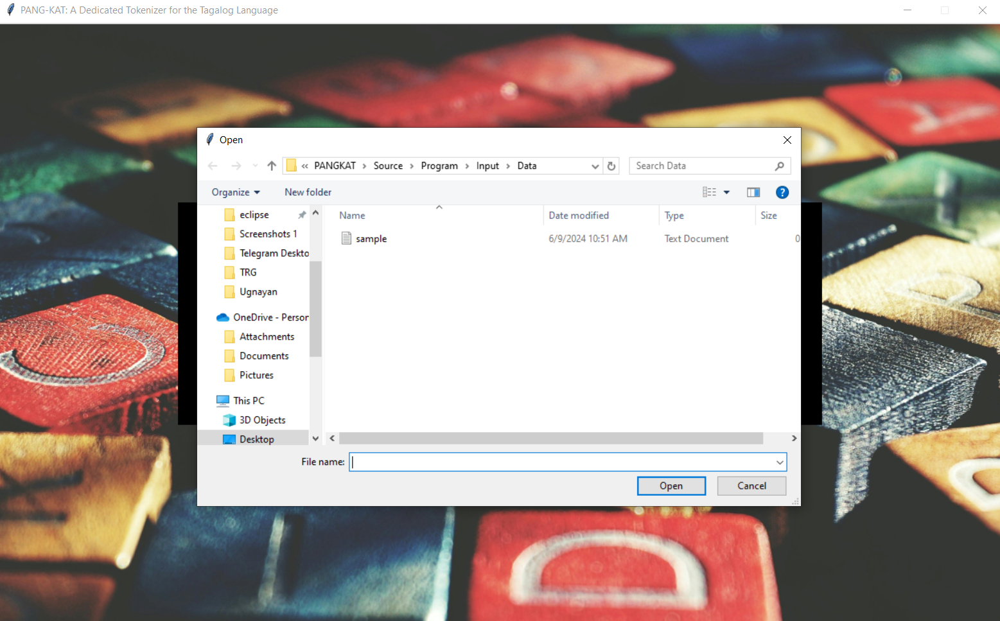 PANG-KAT: A Dedicated Tokenizer for the Tagalog Language
Open
« PANGKAT > Source > Program > Input > Data
Search Data
Organize
New folder
?
eclipse
Screenshots 1
Telegram Deskto
TRG
Ugnayan
OneDrive - Person
Attachments
Documents
Pictures
This PC
3D Objects
Desktop
Name Date modified Type Size
sample 6/9/2024 10:51 AM Text Document 0
File name:
Open Cancel
D